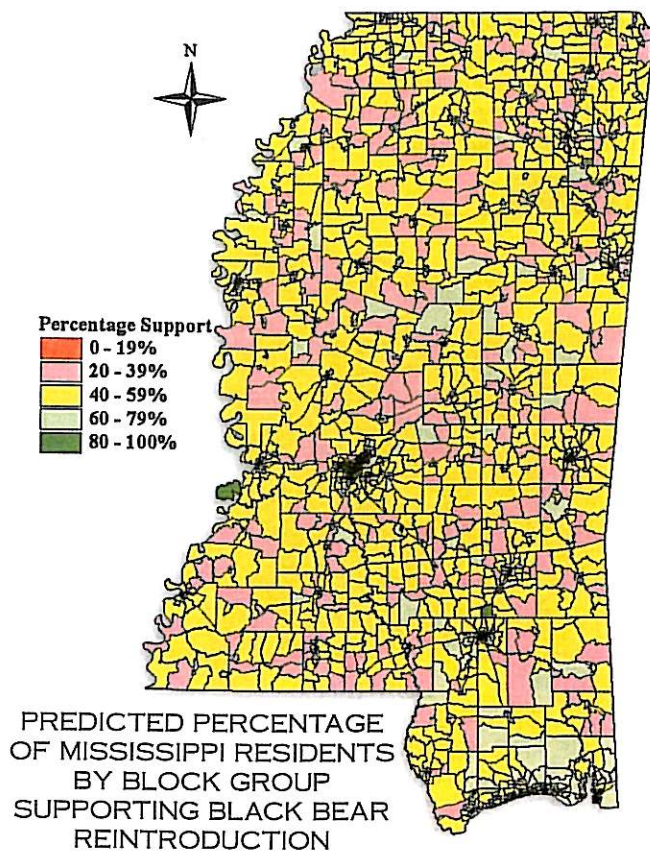 N
Percentage Support
0 - 19%
20 - 39%
40 - 59%
60 - 79%
80 - 100%
PREDICTED PERCENTAGE
OF MISSISSIPPI RESIDENTS
BY BLOCK GROUP
SUPPORTING BLACK BEAR
REINTRODUCTION